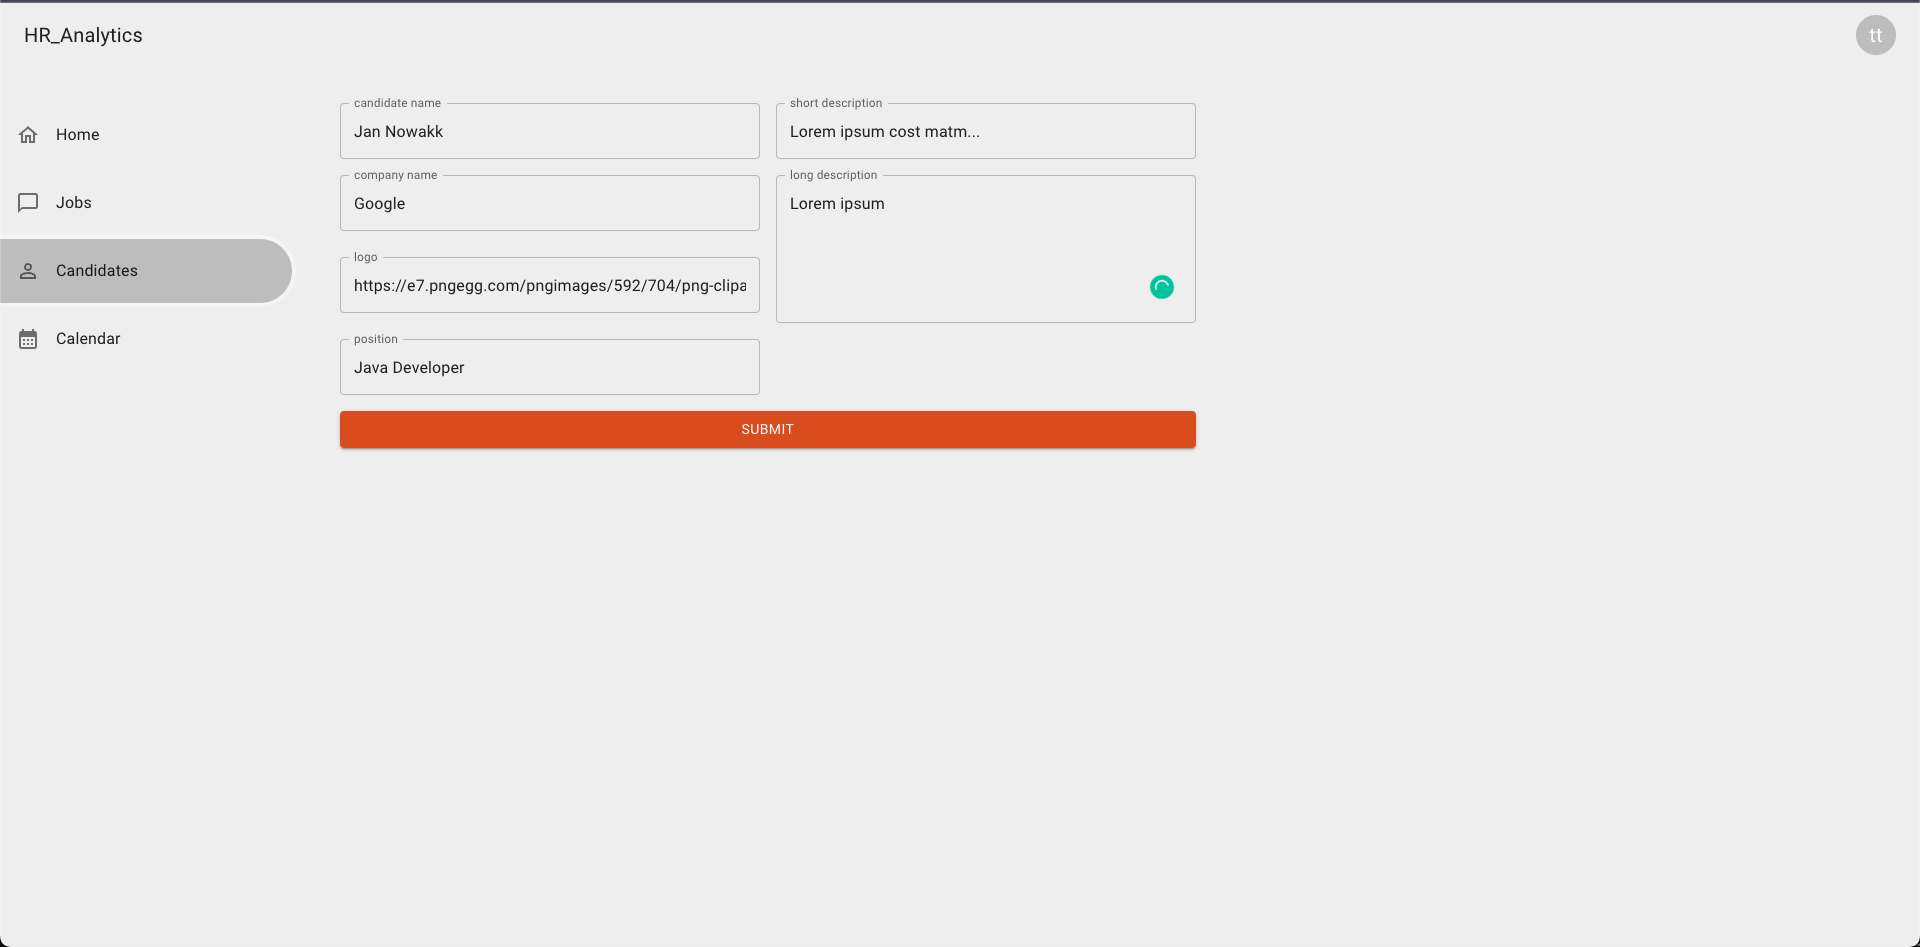 HR_Analytics
tt
Home
Jobs
Candidates
Calendar
candidate name
Jan Nowakk
company name
Google
logo
https://e7.pngegg.com/pngimages/592/704/png-clipa
position
Java Developer
short description
Lorem ipsum cost matm...
long description
Lorem ipsum
SUBMIT